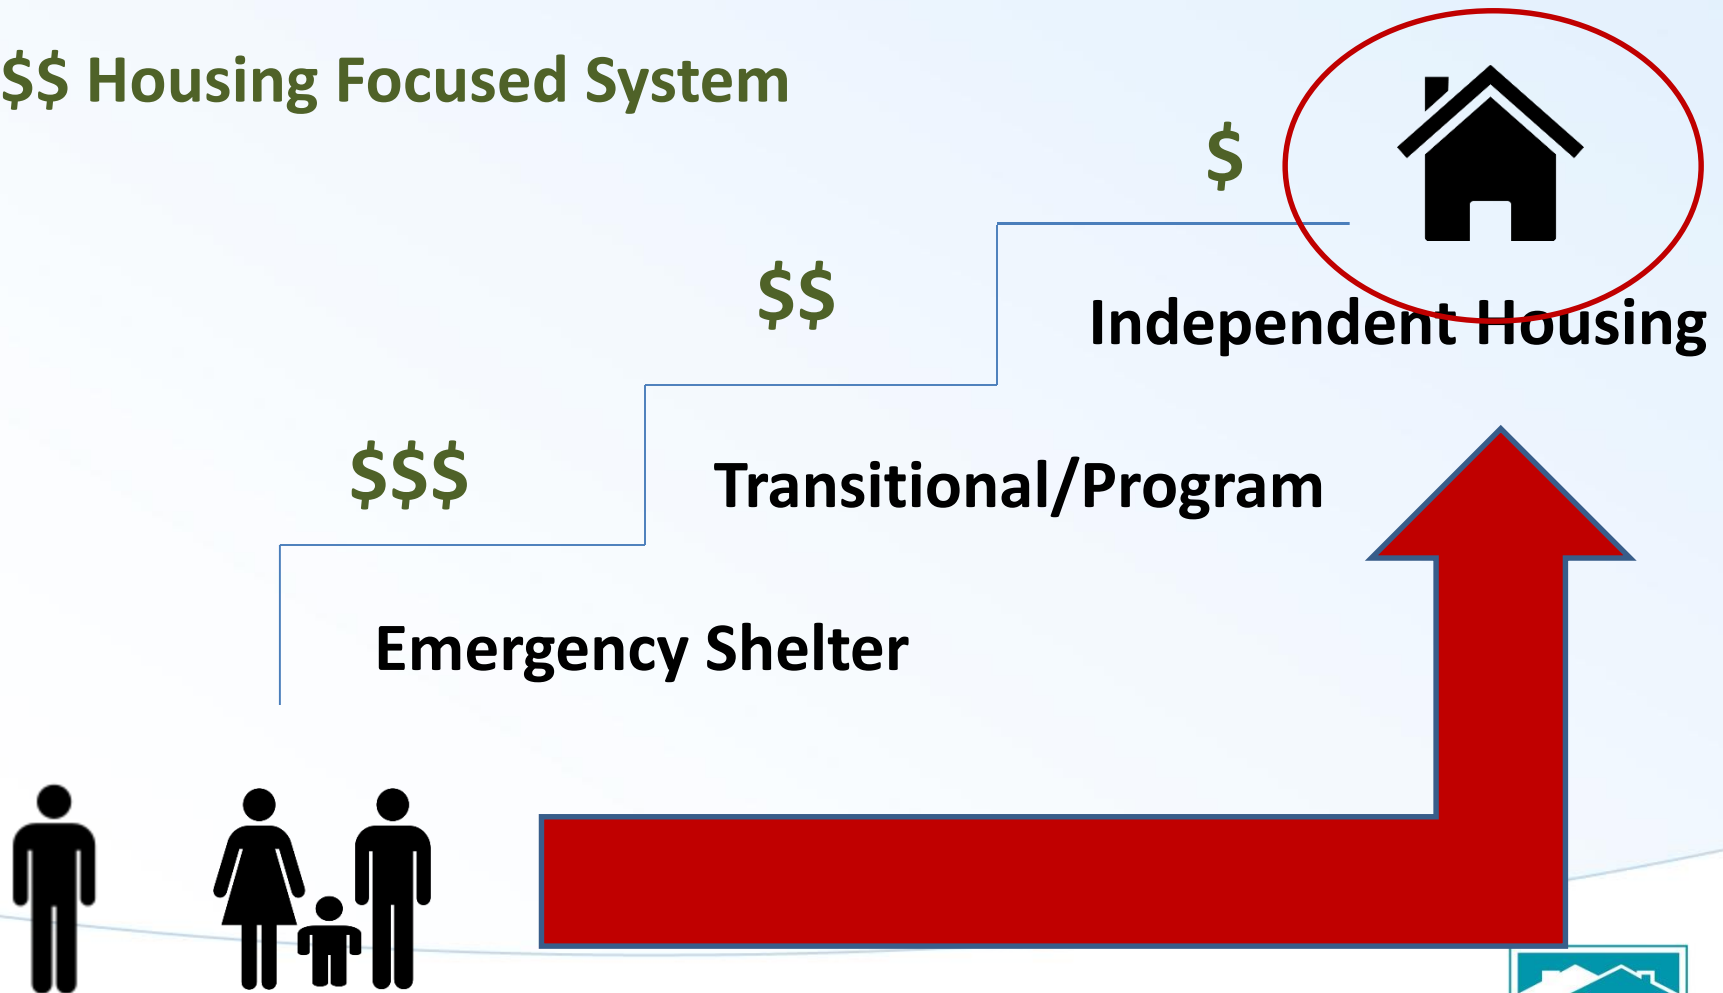 $$ Housing Focused System
$
$$
Independent Housing
$$$
Transitional/Program
Emergency Shelter